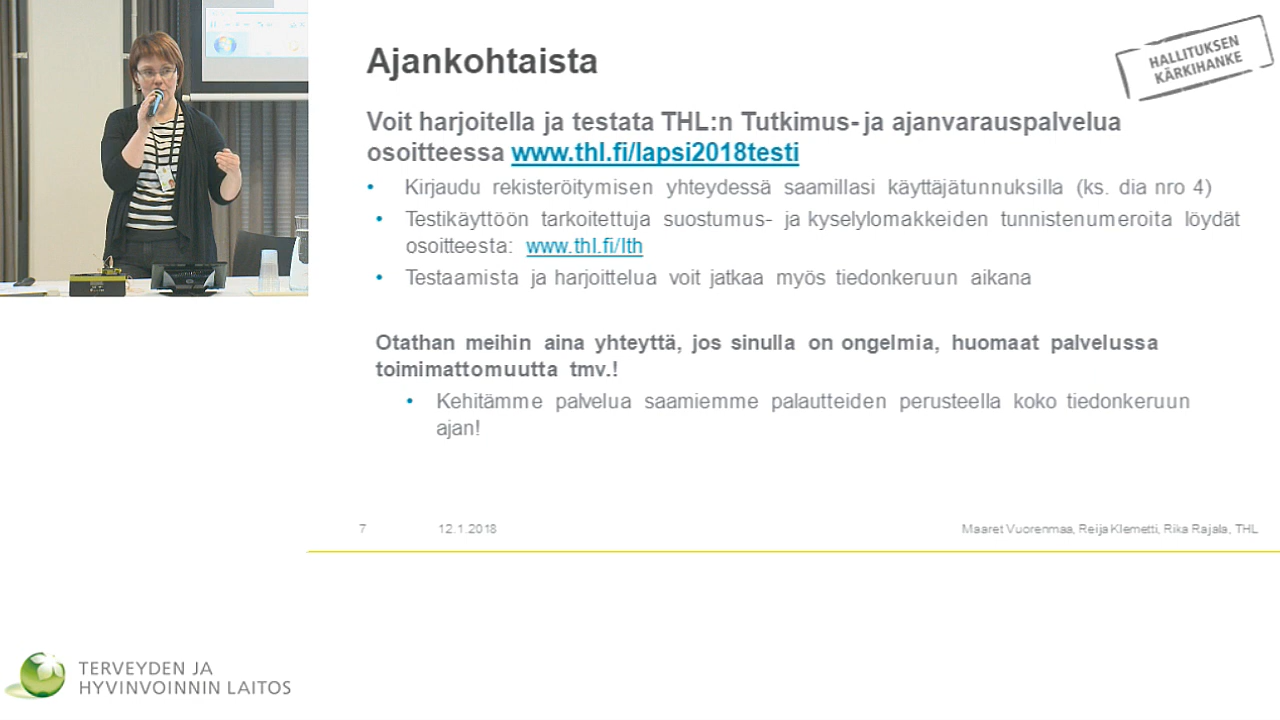 Ajankohtaista
HALLITUKSEN
KÄRKIHANKE
Voit harjoitella ja testata THL:n Tutkimus- ja ajanvarauspalvelua
osoitteessa www.thl.fi/lapsi2018testi
• Kirjaudu rekisteröitymisen yhteydessä saamillasi käyttäjätunnuksilla (ks. dia nro 4)
• Testikäyttöön tarkoitettuja suostumus- ja kyselylomakkeiden tunnistenumeroita löydät
osoitteesta: www.thl.fi/lth
• Testaamista ja harjoittelua voit jatkaa myös tiedonkeruun aikana
Otathan meihin aina yhteyttä, jos sinulla on ongelmia, huomaat palvelussa
toimimattomuutta tmv.!
• Kehitämme palvelua saamiemme palautteiden perusteella koko tiedonkeruun
ajan!
7 12.1.2018 Maaret Vuorenmaa, Reija Klemetti, Rika Rajala, THL
TERVEYDEN JA
HYVINVOINNIN LAITOS